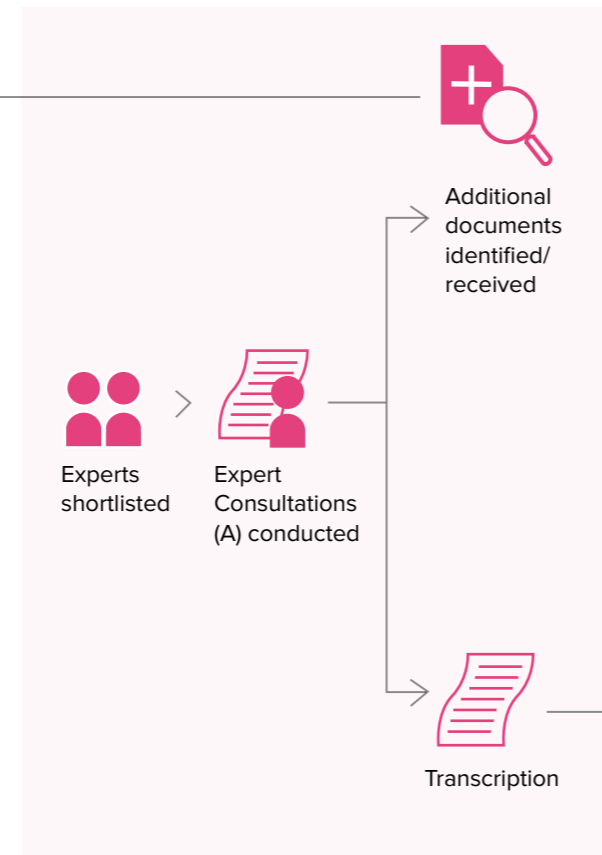 Additional
documents
identified/
received
Experts
shortlisted
Expert
Consultations
(A) conducted
Transcription